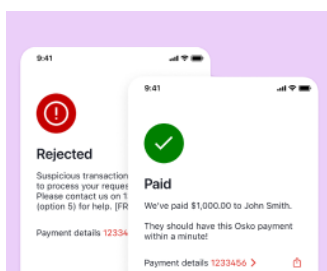 9:41
Rejected
Suspicious transaction
to process your reques
Please contact us on 1
(option 5) for help. [FR
Payment details 12334
9:41
Paid
We've paid $1,000.00 to John Smith.
They should have this Osko payment
within a minute!
Payment details 1233456